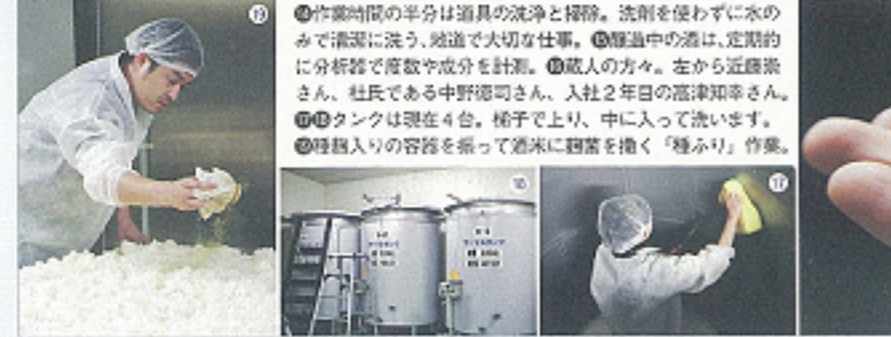 ⑭作業時間の半分は道具の洗浄と掃除。洗剤を使わずに水の
みで清潔に洗う、地道で大切な仕事。⑮醸造中の酒は、定期的
に分析器で度数や成分を計測。⑯蔵人の方々。左から近藤崇
さん、杜氏である中野徳司さん、入社2年目の高津知幸さん。
⑰⑱タンクは現在4台。梯子で上り、中に入って洗います。
⑲種麹入りの容器を振って酒米に麹菌を撒く「種ふり」作業。
⑲
⑱
⑰